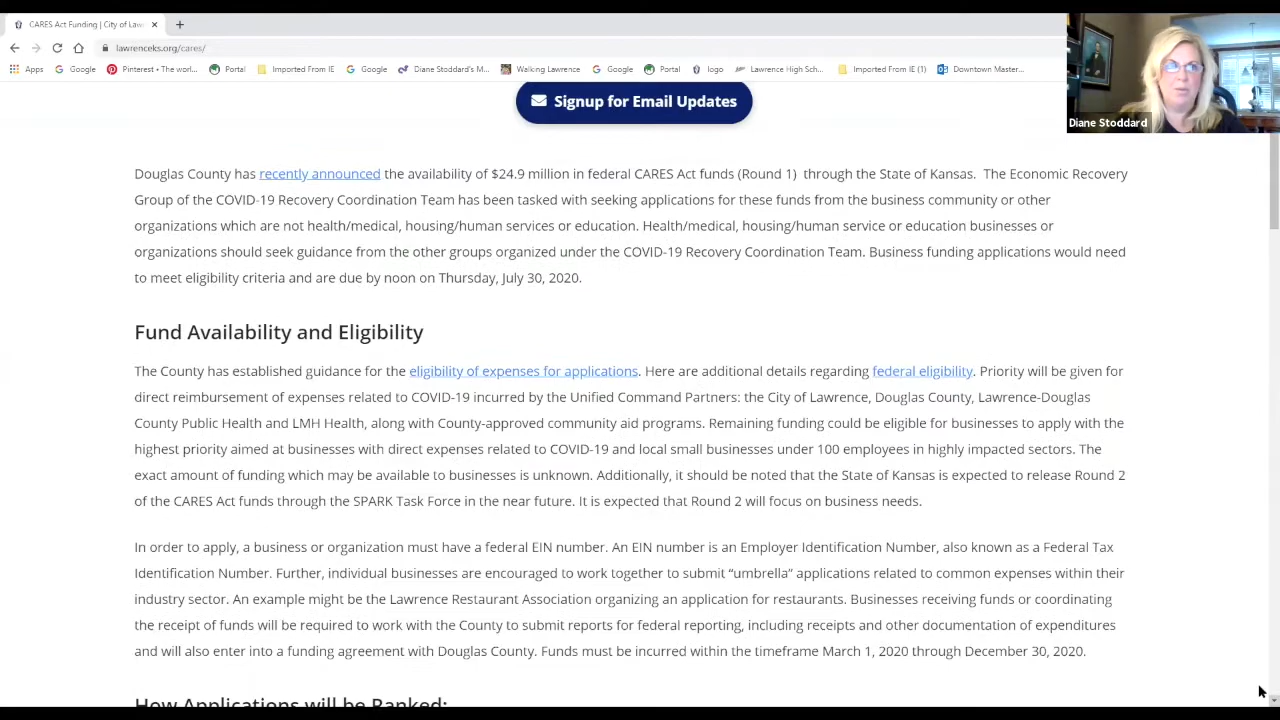 CARES Act Funding | City of Law
lawrenceks.org/cares/
Apps Google Pinterest • The worl... Portal Imported From IE Google Diane Stoddard's M... Walking Lawrence Google Portal logo Lawrence High Sch... Imported From IE (1) Downtown Master...
Signup for Email Updates
Diane Stoddard
Douglas County has recently announced the availability of $24.9 million in federal CARES Act funds (Round 1) through the State of Kansas. The Economic Recovery
Group of the COVID-19 Recovery Coordination Team has been tasked with seeking applications for these funds from the business community or other
organizations which are not health/medical, housing/human services or education. Health/medical, housing/human service or education businesses or
organizations should seek guidance from the other groups organized under the COVID-19 Recovery Coordination Team. Business funding applications would need
to meet eligibility criteria and are due by noon on Thursday, July 30, 2020.
Fund Availability and Eligibility
The County has established guidance for the eligibility of expenses for applications. Here are additional details regarding federal eligibility. Priority will be given for
direct reimbursement of expenses related to COVID-19 incurred by the Unified Command Partners: the City of Lawrence, Douglas County, Lawrence-Douglas
County Public Health and LMH Health, along with County-approved community aid programs. Remaining funding could be eligible for businesses to apply with the
highest priority aimed at businesses with direct expenses related to COVID-19 and local small businesses under 100 employees in highly impacted sectors. The
exact amount of funding which may be available to businesses is unknown. Additionally, it should be noted that the State of Kansas is expected to release Round 2
of the CARES Act funds through the SPARK Task Force in the near future. It is expected that Round 2 will focus on business needs.
In order to apply, a business or organization must have a federal EIN number. An EIN number is an Employer Identification Number, also known as a Federal Tax
Identification Number. Further, individual businesses are encouraged to work together to submit “umbrella” applications related to common expenses within their
industry sector. An example might be the Lawrence Restaurant Association organizing an application for restaurants. Businesses receiving funds or coordinating
the receipt of funds will be required to work with the County to submit reports for federal reporting, including receipts and other documentation of expenditures
and will also enter into a funding agreement with Douglas County. Funds must be incurred within the timeframe March 1, 2020 through December 30, 2020.
How Applications will be Ranked: